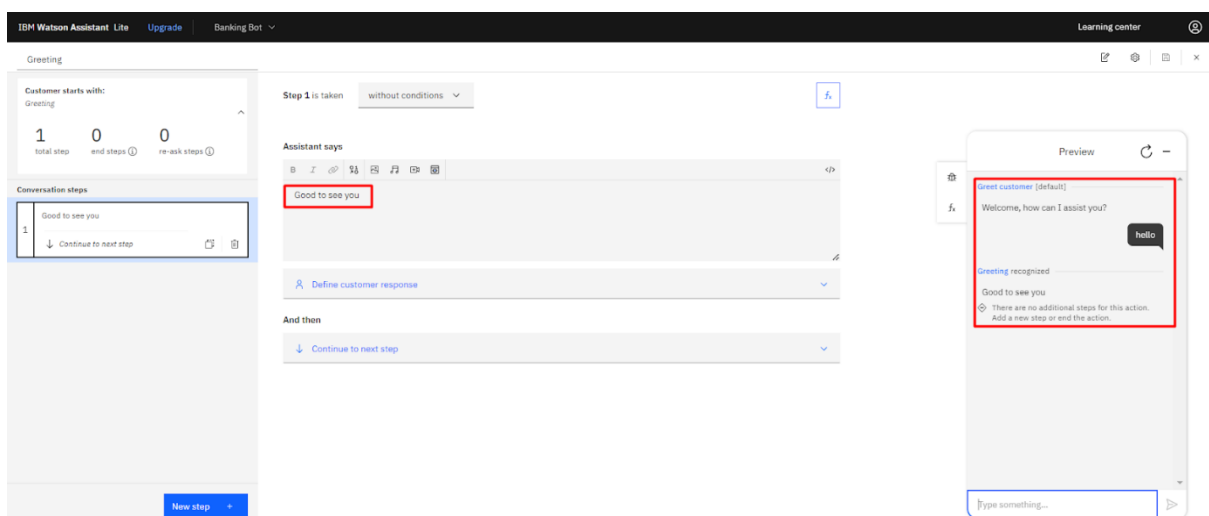 IBM Watson Assistant Lite Upgrade Banking Bot Learning center
Greeting
Customer starts with:
Greeting
1 0 0
total step end steps re-ask steps
Conversation steps
1
Good to see you
Continue to next step
New step +
Step 1 is taken without conditions
fx
Assistant says
B I </>
Good to see you
Define customer response
And then
Continue to next step
fx
Preview
Greet customer [default]
Welcome, how can I assist you?
hello
Greeting recognized
Good to see you
There are no additional steps for this action.
Add a new step or end the action.
Type something...